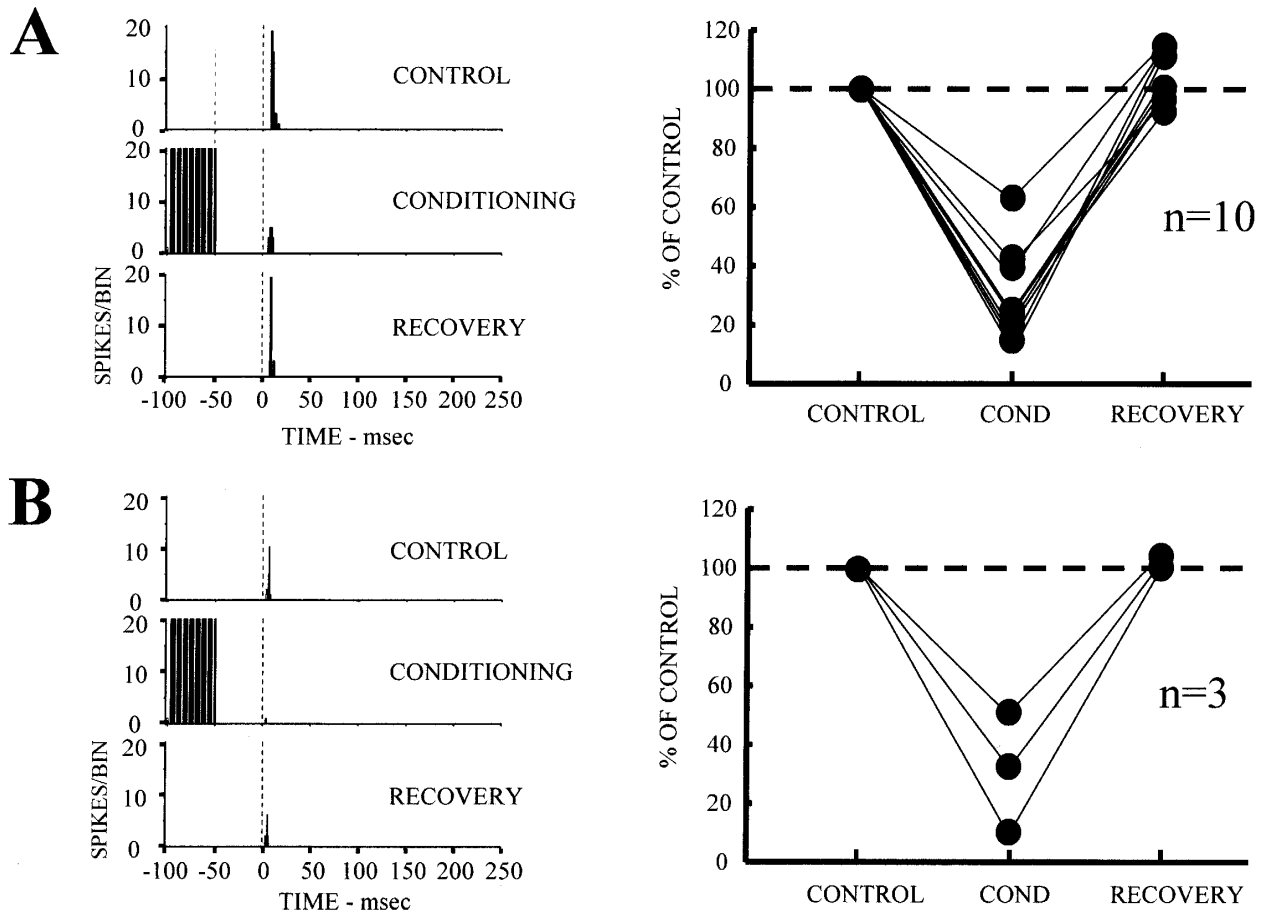 A
20
10
0
CONTROL
20
10
0
CONDITIONING
20
10
0
RECOVERY
SPIKES/BIN
-100 -50 0 50 100 150 200 250
TIME - msec
120
100
80
60
40
20
0
% OF CONTROL
n=10
CONTROL COND RECOVERY
B
20
10
0
CONTROL
20
10
0
CONDITIONING
20
10
0
RECOVERY
SPIKES/BIN
-100 -50 0 50 100 150 200 250
TIME - msec
120
100
80
60
40
20
0
% OF CONTROL
n=3
CONTROL COND RECOVERY